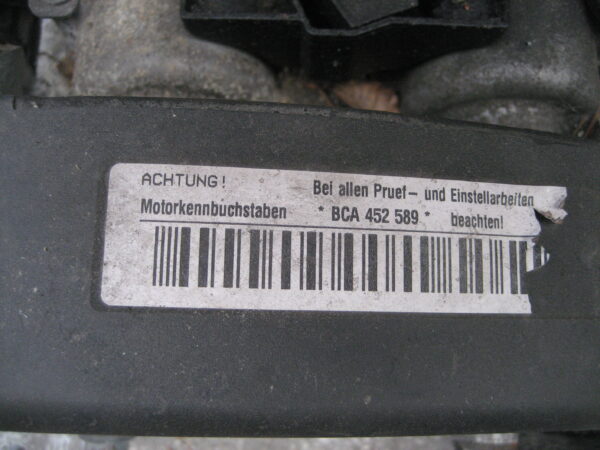 ACHTUNG! Bei allen Pruef- und Einstellarbeiten
Motorkennbuchstaben * BCA 452 589 * beachten!